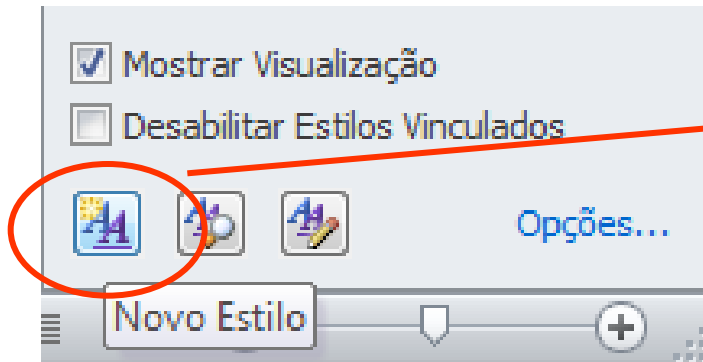 Mostrar Visualização
Desabilitar Estilos Vinculados
Opções...
Novo Estilo